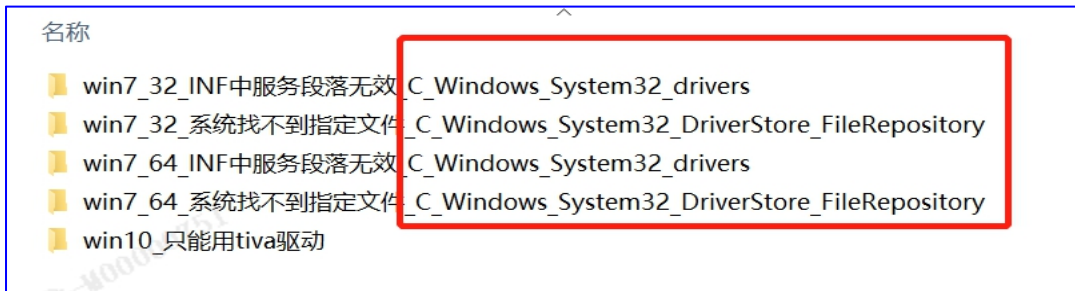 名称
win7_32_INF中服务段落无效_C_Windows_System32_drivers
win7_32_系统找不到指定文件_C_Windows_System32_DriverStore_FileRepository
win7_64_INF中服务段落无效_C_Windows_System32_drivers
win7_64_系统找不到指定文件_C_Windows_System32_DriverStore_FileRepository
win10_只能用tiva驱动